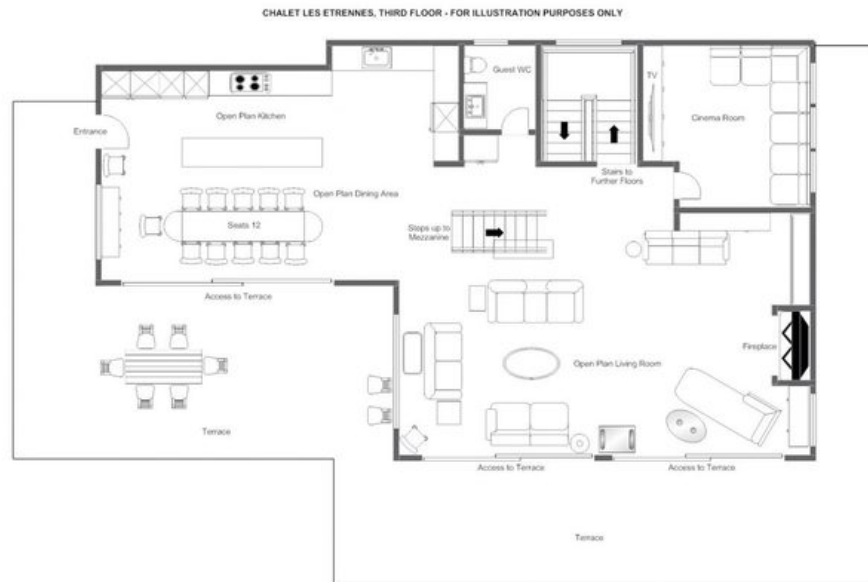 CHALET LES ETRENNES, THIRD FLOOR - FOR ILLUSTRATION PURPOSES ONLY
Guest WC
TV
Open Plan Kitchen
Cinema Room
Entrance
Stairs to
Further Floors
Open Plan Dining Area
Seats 12
Steps up to
Mezzanine
Access to Terrace
Fireplace
Open Plan Living Room
Terrace
Access to Terrace
Access to Terrace
Terrace